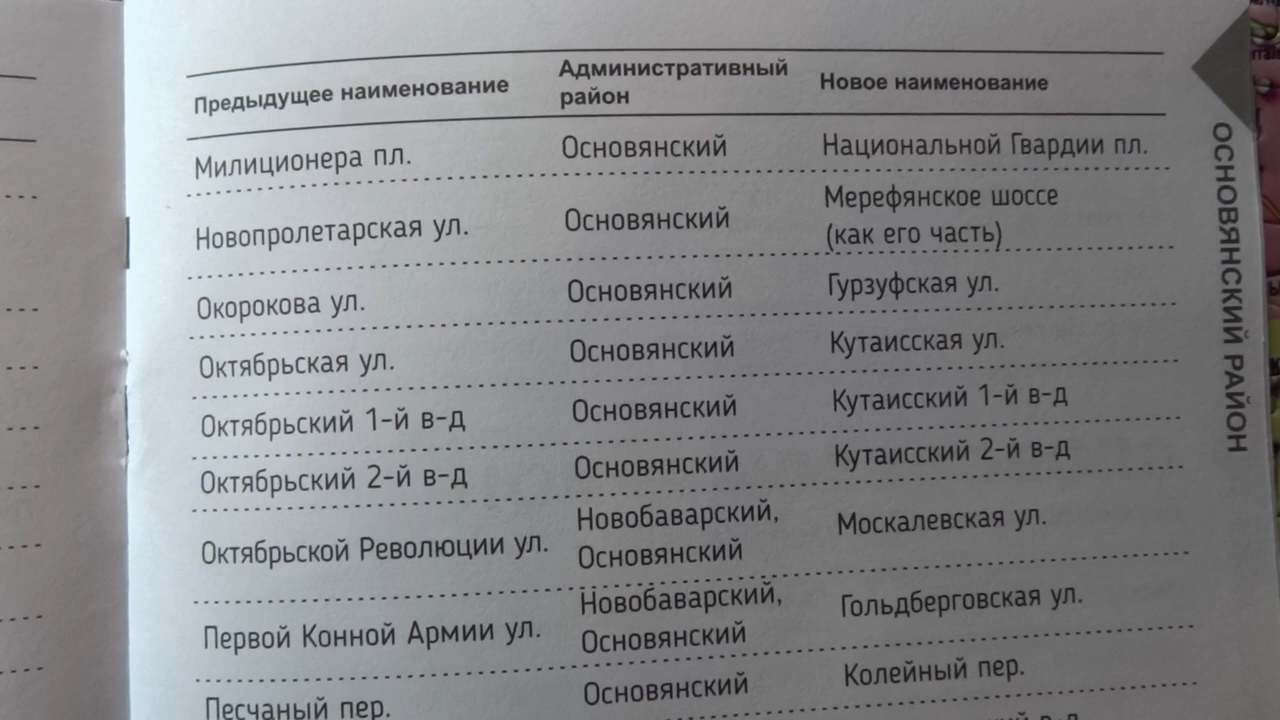 Предыдущее наименование Административный район Новое наименование
Милиционера пл. Основянский Национальной Гвардии пл.
Новопролетарская ул. Основянский Мерефянское шоссе
(как его часть)
Окорокова ул. Основянский Гурзуфская ул.
Октябрьская ул. Основянский Кутаисская ул.
Октябрьский 1-й в-д Основянский Кутаисский 1-й в-д
Октябрьский 2-й в-д Основянский Кутаисский 2-й в-д
Октябрьской Революции ул. Новобаварский, Москалевская ул.
Основянский
Первой Конной Армии ул. Новобаварский, Гольдберговская ул.
Основянский
Песчаный пер. Основянский Колейный пер.
в-д
ОСНОВЯНСКИЙ РАЙОН